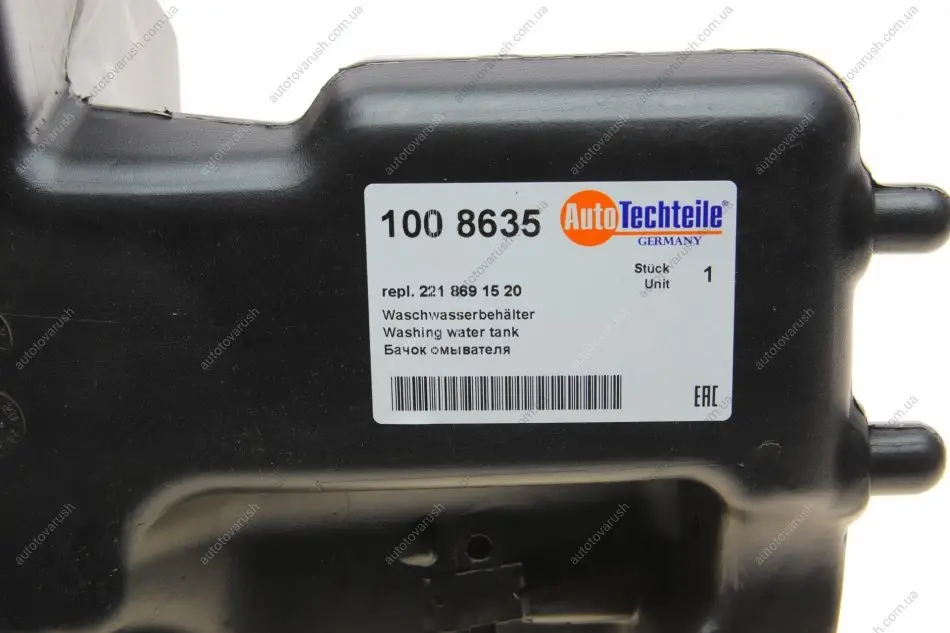 100 8635
AutoTechteile®
GERMANY
Stück
Unit
1
repl. 221 869 15 20
Waschwasserbehälter
Washing water tank
Бачок омывателя
EAC
autotovarush.com.ua